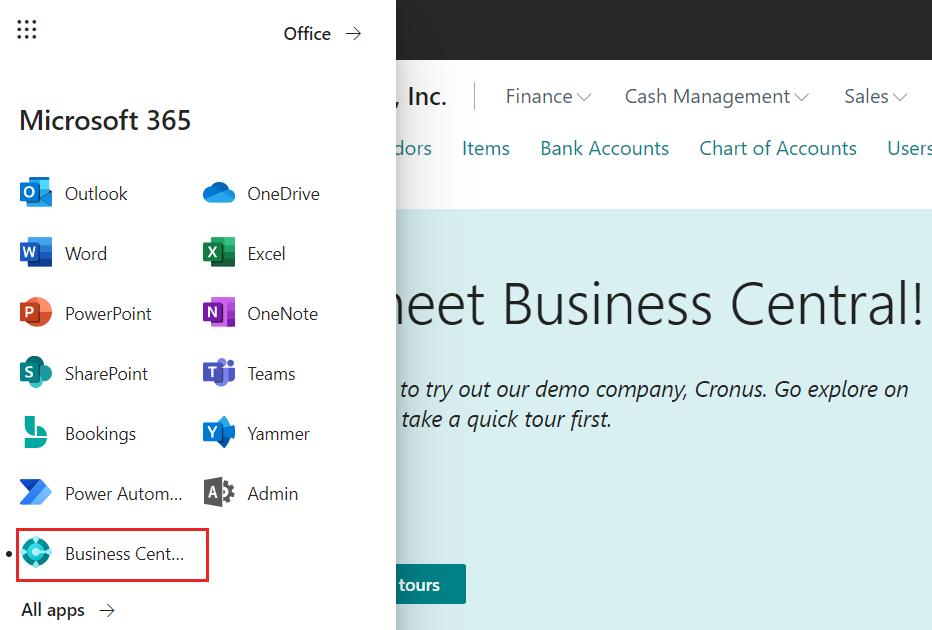 Office
Microsoft 365
Outlook
OneDrive
Word
Excel
PowerPoint
OneNote
SharePoint
Teams
Bookings
Yammer
Power Autom...
Admin
Business Cent...
All apps
, Inc.
Finance
Cash Management
Sales
dors
Items
Bank Accounts
Chart of Accounts
Users
neet Business Central!
to try out our demo company, Cronus. Go explore on
take a quick tour first.
tours